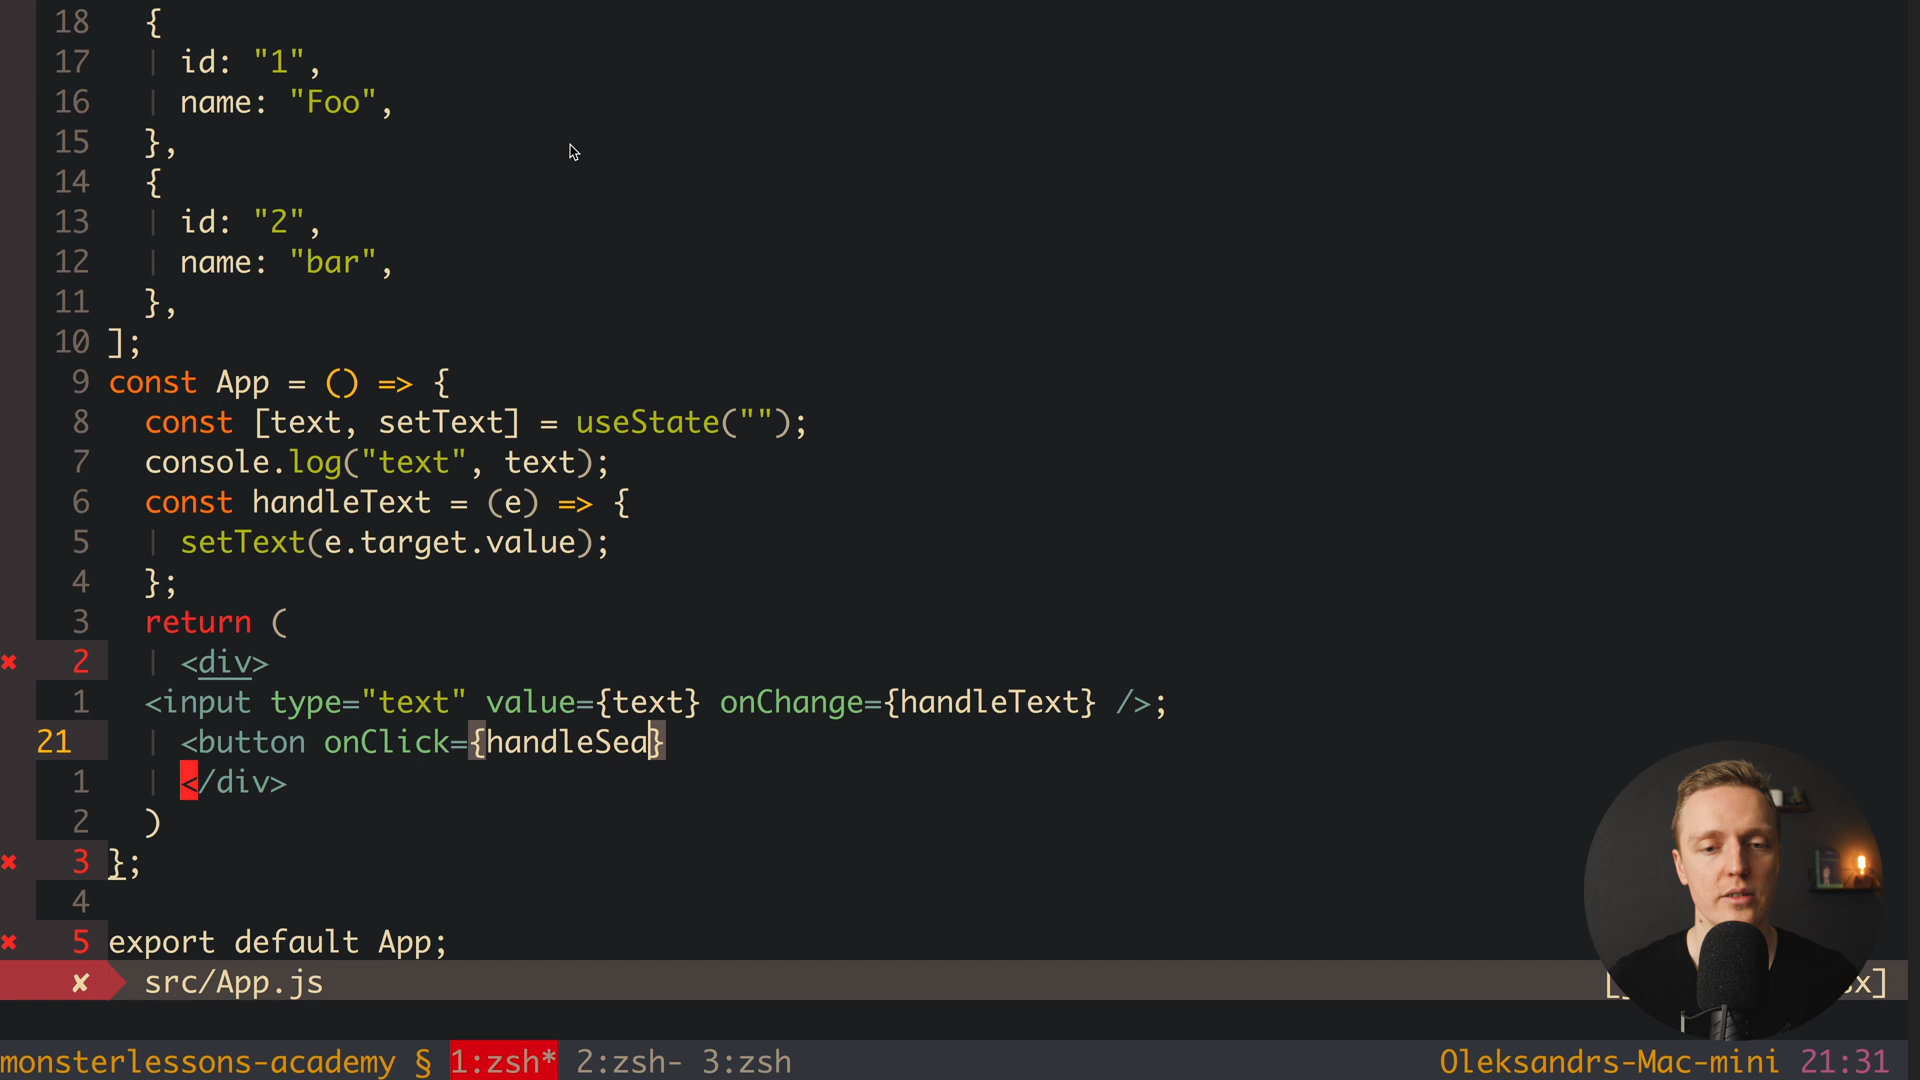 18 {
17 id: "1",
16 name: "Foo",
15 },
14 {
13 id: "2",
12 name: "bar",
11 },
10 ];
9 const App = () => {
8 const [text, setText] = useState("");
7 console.log("text", text);
6 const handleText = (e) => {
5 setText(e.target.value);
4 };
3 return (
✖ 2 <div>
1 <input type="text" value={text} onChange={handleText} />;
21 <button onClick={handleSea}
1 </div>
2 )
✖ 3 };
4
✖ 5 export default App;
✘ src/App.js x]
monsterlessons-academy § 1:zsh* 2:zsh- 3:zsh Oleksandrs-Mac-mini 21:31